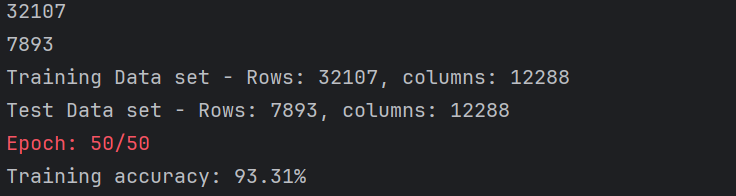 32107
7893
Training Data set - Rows: 32107, columns: 12288
Test Data set - Rows: 7893, columns: 12288
Epoch: 50/50
Training accuracy: 93.31%